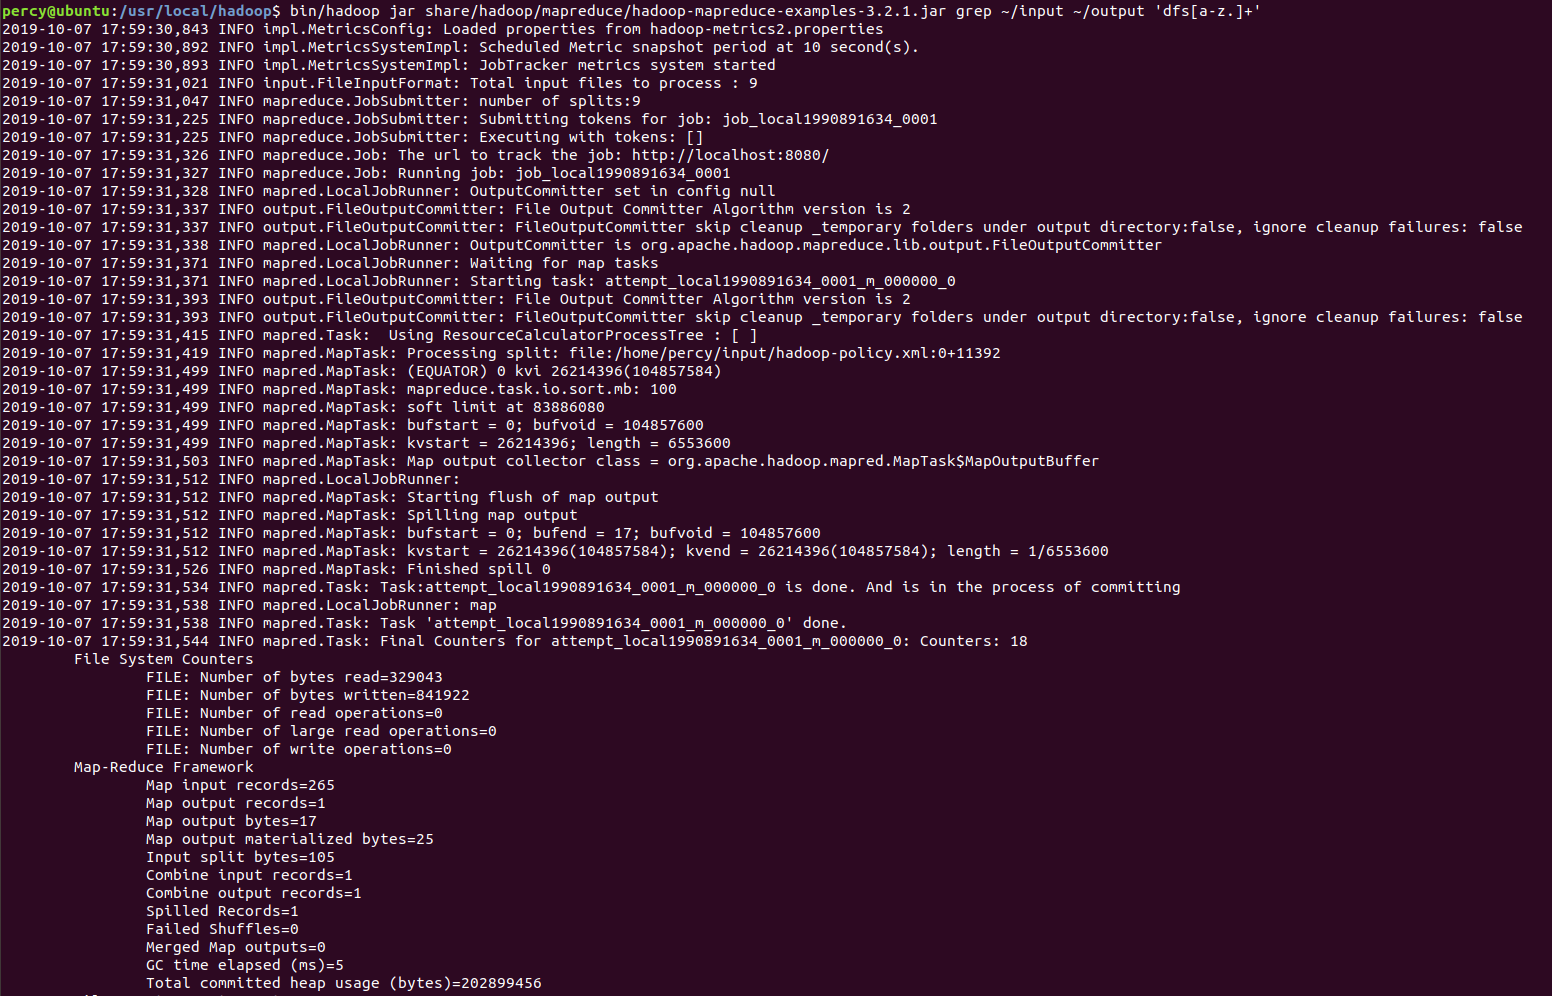 percy@ubuntu:/usr/local/hadoop$ bin/hadoop jar share/hadoop/mapreduce/hadoop-mapreduce-examples-3.2.1.jar grep ~/input ~/output 'dfs[a-z.]+'
2019-10-07 17:59:30,843 INFO impl.MetricsConfig: Loaded properties from hadoop-metrics2.properties
2019-10-07 17:59:30,892 INFO impl.MetricsSystemImpl: Scheduled Metric snapshot period at 10 second(s).
2019-10-07 17:59:30,893 INFO impl.MetricsSystemImpl: JobTracker metrics system started
2019-10-07 17:59:31,021 INFO input.FileInputFormat: Total input files to process : 9
2019-10-07 17:59:31,047 INFO mapreduce.JobSubmitter: number of splits:9
2019-10-07 17:59:31,225 INFO mapreduce.JobSubmitter: Submitting tokens for job: job_local1990891634_0001
2019-10-07 17:59:31,225 INFO mapreduce.JobSubmitter: Executing with tokens: []
2019-10-07 17:59:31,326 INFO mapreduce.Job: The url to track the job: http://localhost:8080/
2019-10-07 17:59:31,327 INFO mapreduce.Job: Running job: job_local1990891634_0001
2019-10-07 17:59:31,328 INFO mapred.LocalJobRunner: OutputCommitter set in config null
2019-10-07 17:59:31,337 INFO output.FileOutputCommitter: File Output Committer Algorithm version is 2
2019-10-07 17:59:31,337 INFO output.FileOutputCommitter: FileOutputCommitter skip cleanup _temporary folders under output directory:false, ignore cleanup failures: false
2019-10-07 17:59:31,338 INFO mapred.LocalJobRunner: OutputCommitter is org.apache.hadoop.mapreduce.lib.output.FileOutputCommitter
2019-10-07 17:59:31,371 INFO mapred.LocalJobRunner: Waiting for map tasks
2019-10-07 17:59:31,371 INFO mapred.LocalJobRunner: Starting task: attempt_local1990891634_0001_m_000000_0
2019-10-07 17:59:31,393 INFO output.FileOutputCommitter: File Output Committer Algorithm version is 2
2019-10-07 17:59:31,393 INFO output.FileOutputCommitter: FileOutputCommitter skip cleanup _temporary folders under output directory:false, ignore cleanup failures: false
2019-10-07 17:59:31,415 INFO mapred.Task:  Using ResourceCalculatorProcessTree : [ ]
2019-10-07 17:59:31,419 INFO mapred.MapTask: Processing split: file:/home/percy/input/hadoop-policy.xml:0+11392
2019-10-07 17:59:31,499 INFO mapred.MapTask: (EQUATOR) 0 kvi 26214396(104857584)
2019-10-07 17:59:31,499 INFO mapred.MapTask: mapreduce.task.io.sort.mb: 100
2019-10-07 17:59:31,499 INFO mapred.MapTask: soft limit at 83886080
2019-10-07 17:59:31,499 INFO mapred.MapTask: bufstart = 0; bufvoid = 104857600
2019-10-07 17:59:31,499 INFO mapred.MapTask: kvstart = 26214396; length = 6553600
2019-10-07 17:59:31,503 INFO mapred.MapTask: Map output collector class = org.apache.hadoop.mapred.MapTask$MapOutputBuffer
2019-10-07 17:59:31,512 INFO mapred.LocalJobRunner:
2019-10-07 17:59:31,512 INFO mapred.MapTask: Starting flush of map output
2019-10-07 17:59:31,512 INFO mapred.MapTask: Spilling map output
2019-10-07 17:59:31,512 INFO mapred.MapTask: bufstart = 0; bufend = 17; bufvoid = 104857600
2019-10-07 17:59:31,512 INFO mapred.MapTask: kvstart = 26214396(104857584); kvend = 26214396(104857584); length = 1/6553600
2019-10-07 17:59:31,526 INFO mapred.MapTask: Finished spill 0
2019-10-07 17:59:31,534 INFO mapred.Task: Task:attempt_local1990891634_0001_m_000000_0 is done. And is in the process of committing
2019-10-07 17:59:31,538 INFO mapred.LocalJobRunner: map
2019-10-07 17:59:31,538 INFO mapred.Task: Task 'attempt_local1990891634_0001_m_000000_0' done.
2019-10-07 17:59:31,544 INFO mapred.Task: Final Counters for attempt_local1990891634_0001_m_000000_0: Counters: 18
File System Counters
FILE: Number of bytes read=329043
FILE: Number of bytes written=841922
FILE: Number of read operations=0
FILE: Number of large read operations=0
FILE: Number of write operations=0
Map-Reduce Framework
Map input records=265
Map output records=1
Map output bytes=17
Map output materialized bytes=25
Input split bytes=105
Combine input records=1
Combine output records=1
Spilled Records=1
Failed Shuffles=0
Merged Map outputs=0
GC time elapsed (ms)=5
Total committed heap usage (bytes)=202899456